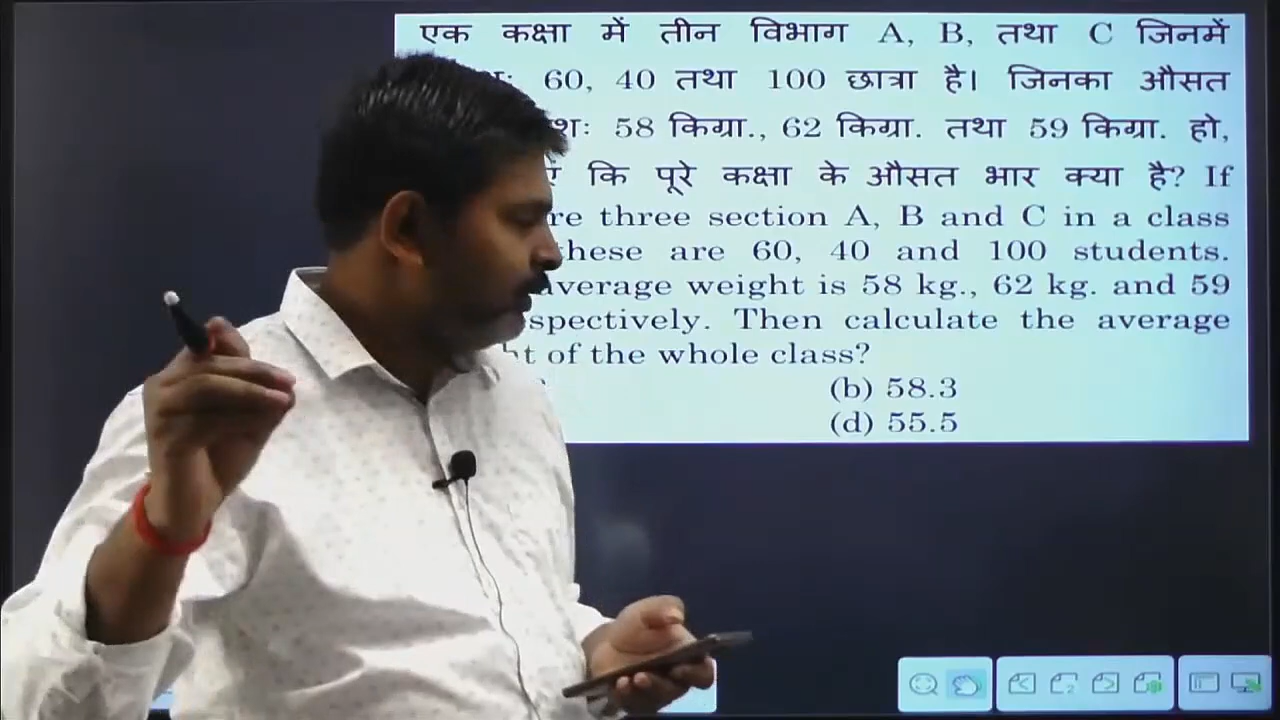 एक कक्षा में तीन विभाग A, B, तथा C जिनमें
60, 40 तथा 100 छात्रा है। जिनका औसत
58 किग्रा., 62 किग्रा. तथा 59 किग्रा. हो,
कि पूरे कक्षा के औसत भार क्या है? If
three section A, B and C in a class
these are 60, 40 and 100 students.
average weight is 58 kg., 62 kg. and 59
Then calculate the average
of the whole class?
(b) 58.3
(d) 55.5